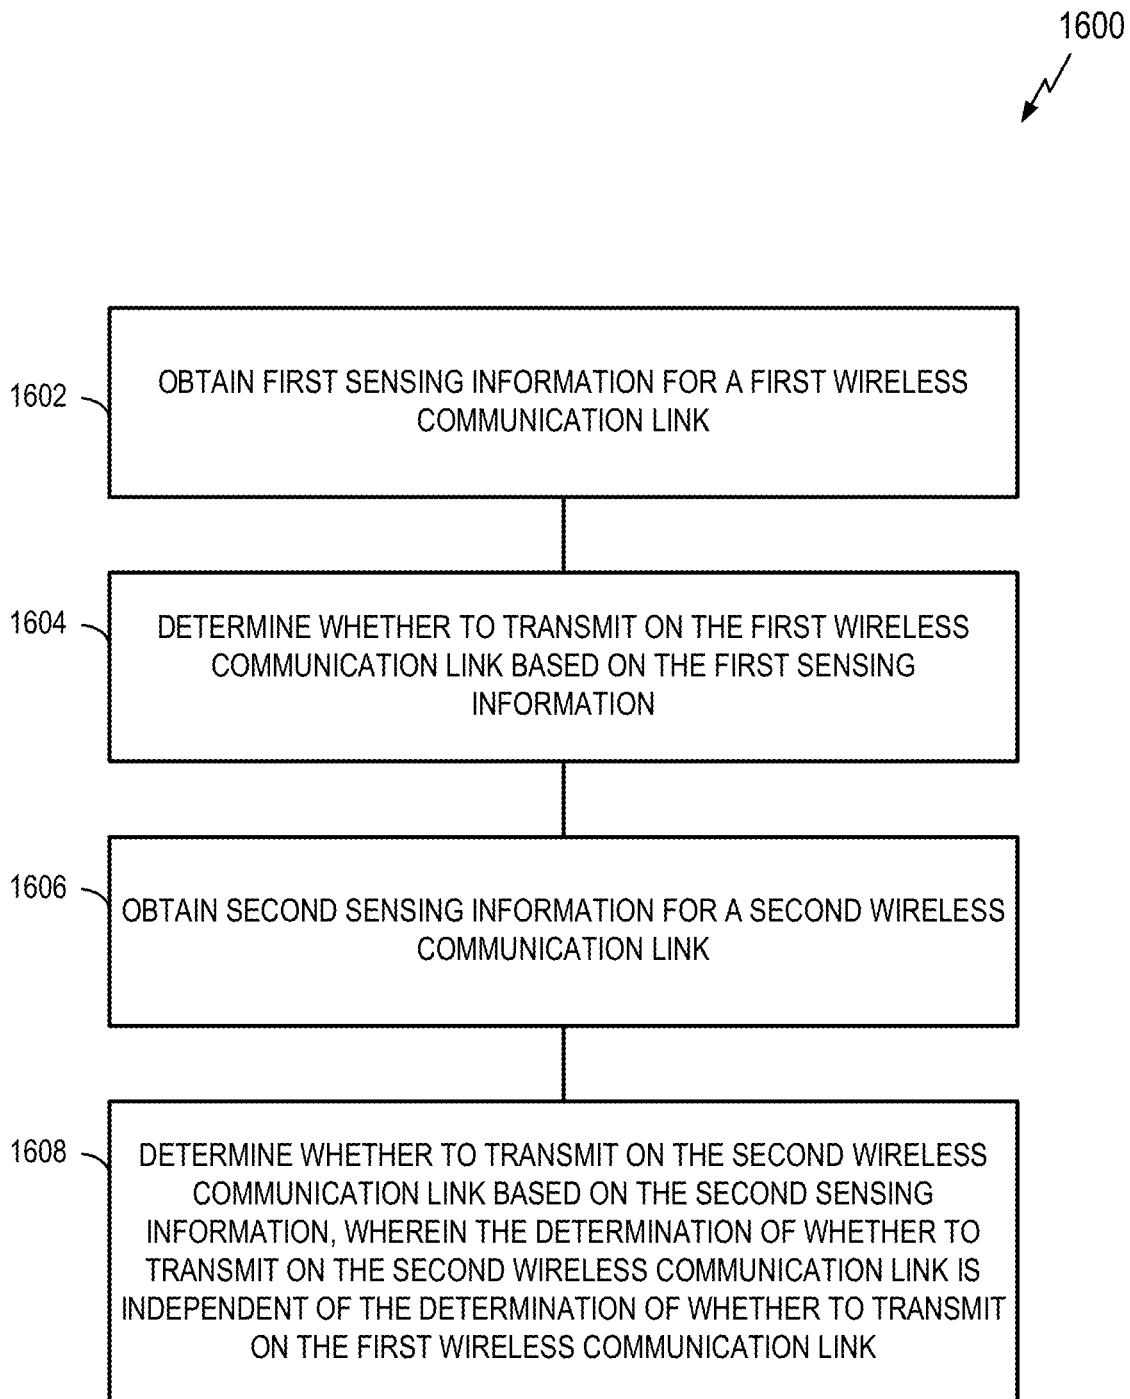 1600
1602
OBTAIN FIRST SENSING INFORMATION FOR A FIRST WIRELESS
COMMUNICATION LINK
1604
DETERMINE WHETHER TO TRANSMIT ON THE FIRST WIRELESS
COMMUNICATION LINK BASED ON THE FIRST SENSING
INFORMATION
1606
OBTAIN SECOND SENSING INFORMATION FOR A SECOND WIRELESS
COMMUNICATION LINK
1608
DETERMINE WHETHER TO TRANSMIT ON THE SECOND WIRELESS
COMMUNICATION LINK BASED ON THE SECOND SENSING
INFORMATION, WHEREIN THE DETERMINATION OF WHETHER TO
TRANSMIT ON THE SECOND WIRELESS COMMUNICATION LINK IS
INDEPENDENT OF THE DETERMINATION OF WHETHER TO TRANSMIT
ON THE FIRST WIRELESS COMMUNICATION LINK